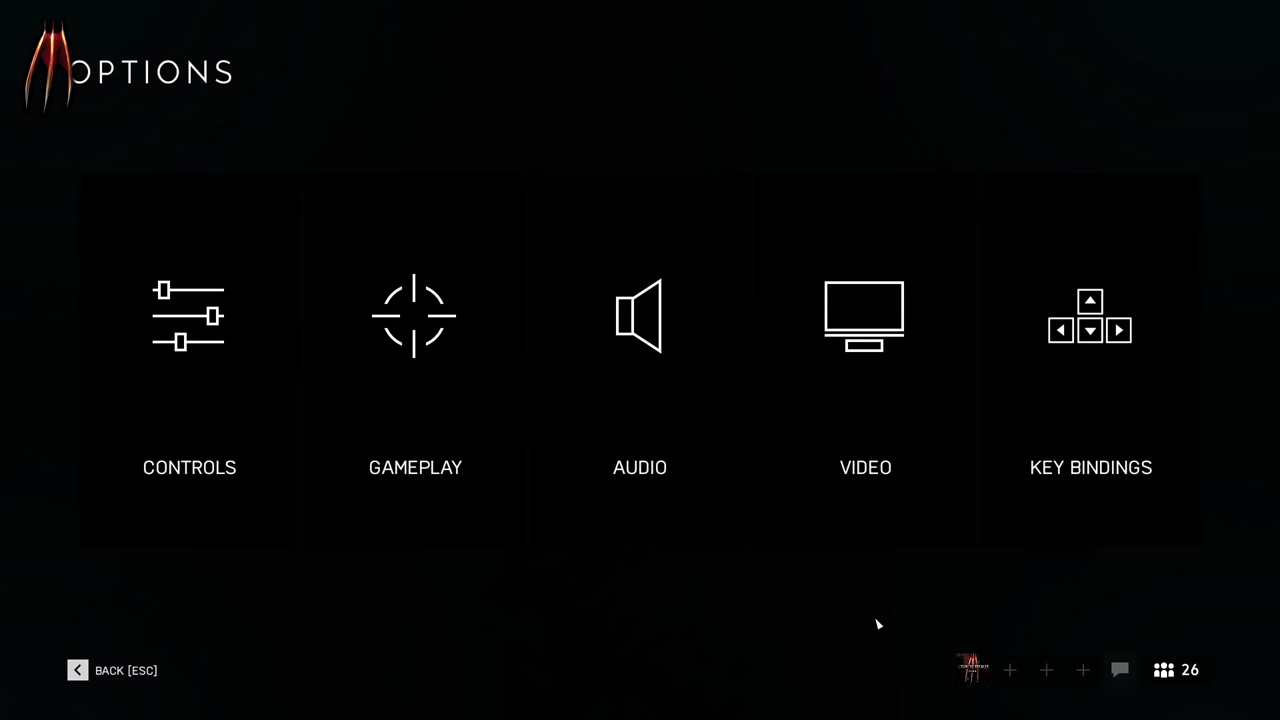 OPTIONS
CONTROLS
GAMEPLAY
AUDIO
VIDEO
KEY BINDINGS
BACK [ESC]
26